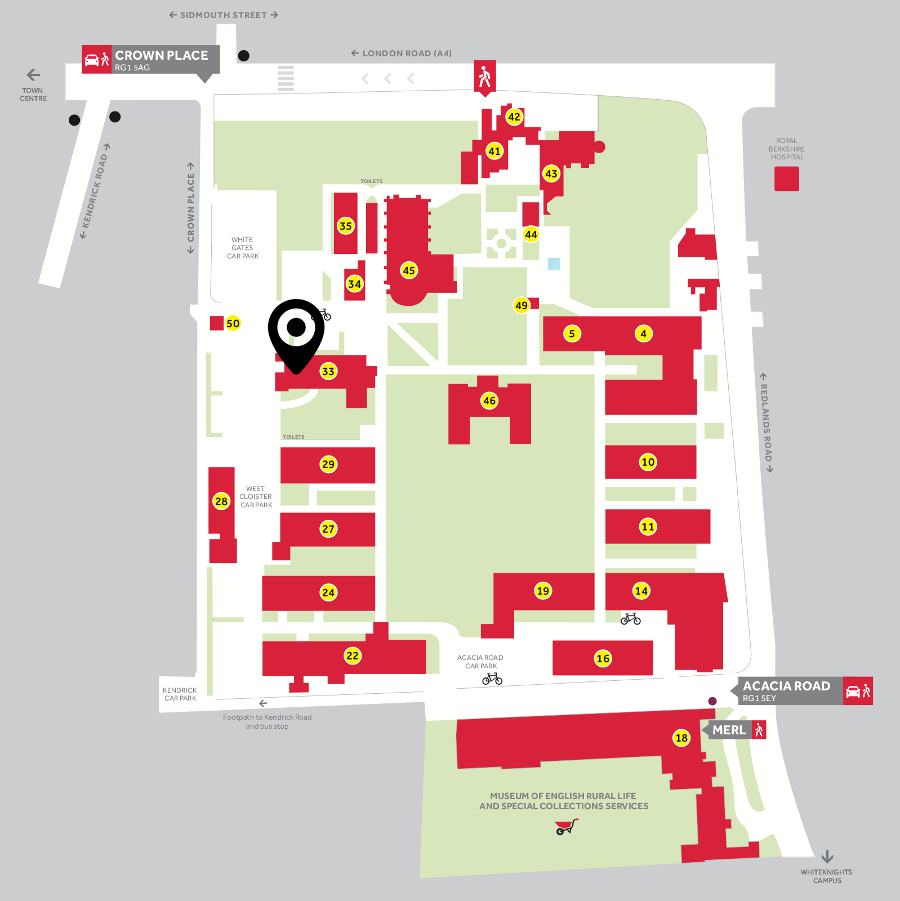 ← SIDMOUTH STREET →
CROWN PLACE
RG1 5AG
← LONDON ROAD (A4)
←
TOWN
CENTRE
← KENDRICK ROAD →
← CROWN PLACE →
ROYAL
BERKSHIRE
HOSPITAL
42
41
43
TOILETS
35
44
WHITE
GATES
CAR PARK
45
34
49
50
5
4
33
46
← REDLANDS ROAD →
TOILETS
29
10
28
WEST
CLOISTER
CAR PARK
27
11
24
19
14
22
ACACIA ROAD
CAR PARK
16
KENDRICK
CAR PARK
ACACIA ROAD
RG1 5EY
←
Footpath to Kendrick Road
and bus stop
MERL
18
MUSEUM OF ENGLISH RURAL LIFE
AND SPECIAL COLLECTIONS SERVICES
↓
WHITEKNIGHTS
CAMPUS